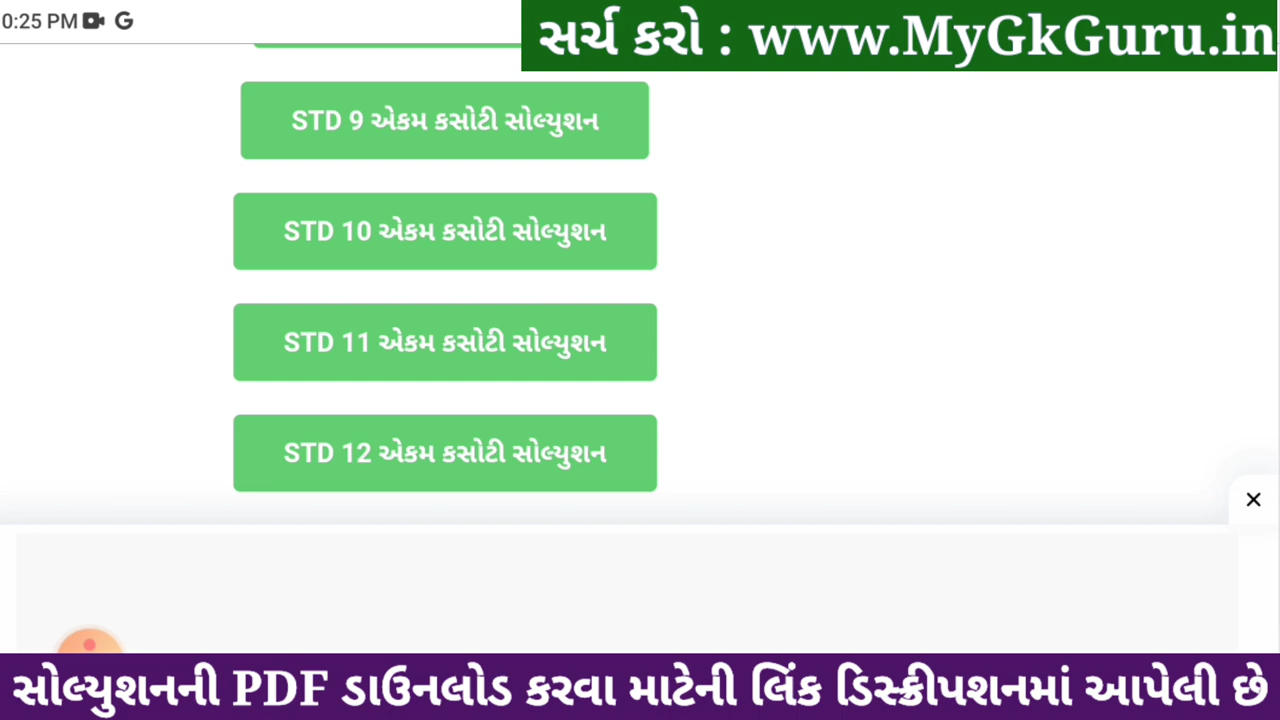 0:25 PM
સર્ચ કરો : www.MyGkGuru.in
STD 9 એકમ કસોટી સોલ્યુશન
STD 10 એકમ કસોટી સોલ્યુશન
STD 11 એકમ કસોટી સોલ્યુશન
STD 12 એકમ કસોટી સોલ્યુશન
સોલ્યુશનની PDF ડાઉનલોડ કરવા માટેની લિંક ડિસ્ક્રીપશનમાં આપેલી છે